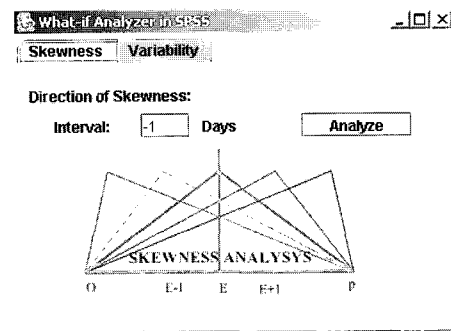 What-if Analyzer in SPSS
Skewness Variability
Direction of Skewness:
Interval: -1 Days Analyze
SKEWNESS ANALYSYS
O E-1 E E+1 P